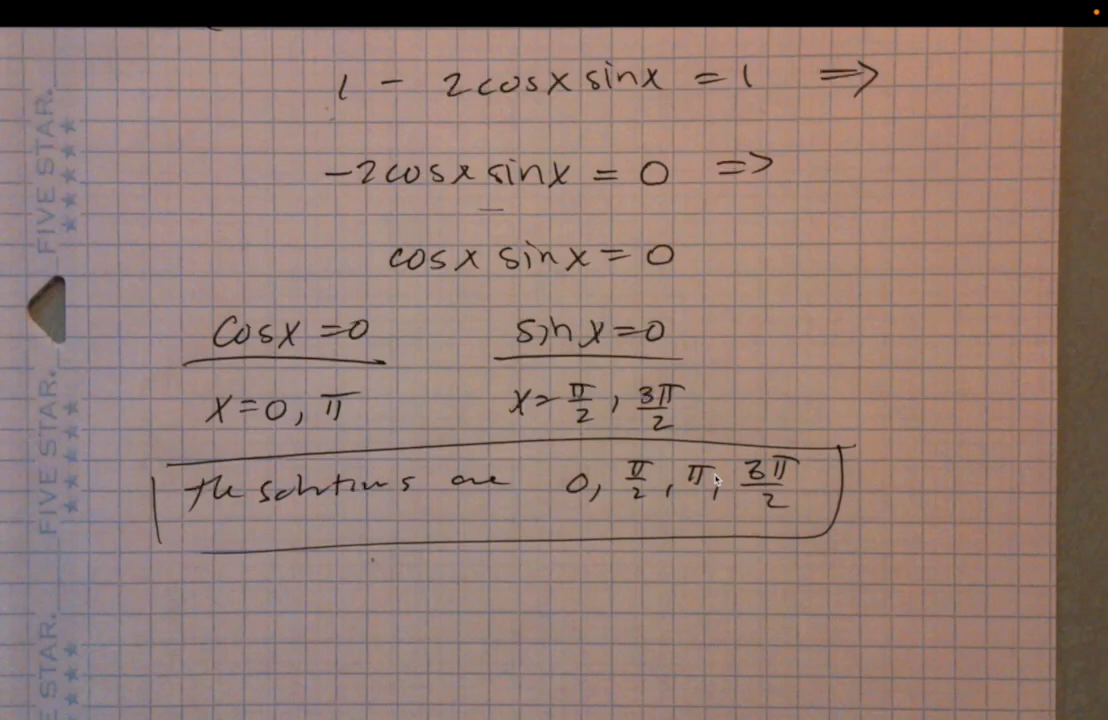 1 - 2cosx sinx = 1 ⇒
-2cosx sinx = 0 ⇒
cosx sinx = 0
cosx = 0 sinx = 0
x = 0, π x = π/2, 3π/2
The solutions are 0, π/2, π, 3π/2
FIVE STAR.
FIVE STAR.
E STAR.